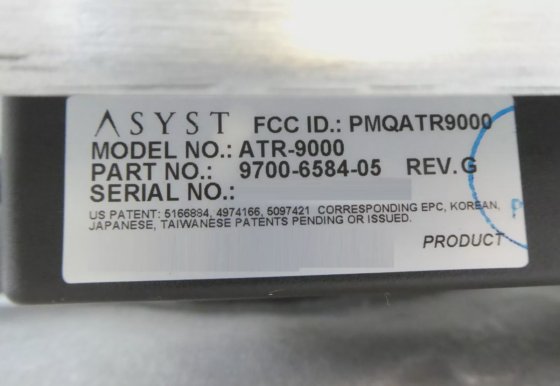 ASYST FCC ID.: PMQATR9000
MODEL NO.: ATR-9000
PART NO.: 9700-6584-05 REV.G
SERIAL NO.:
US PATENT: 5166884, 4974166, 5097421 CORRESPONDING EPC, KOREAN,
JAPANESE, TAIWANESE PATENTS PENDING OR ISSUED.
PRODUCT